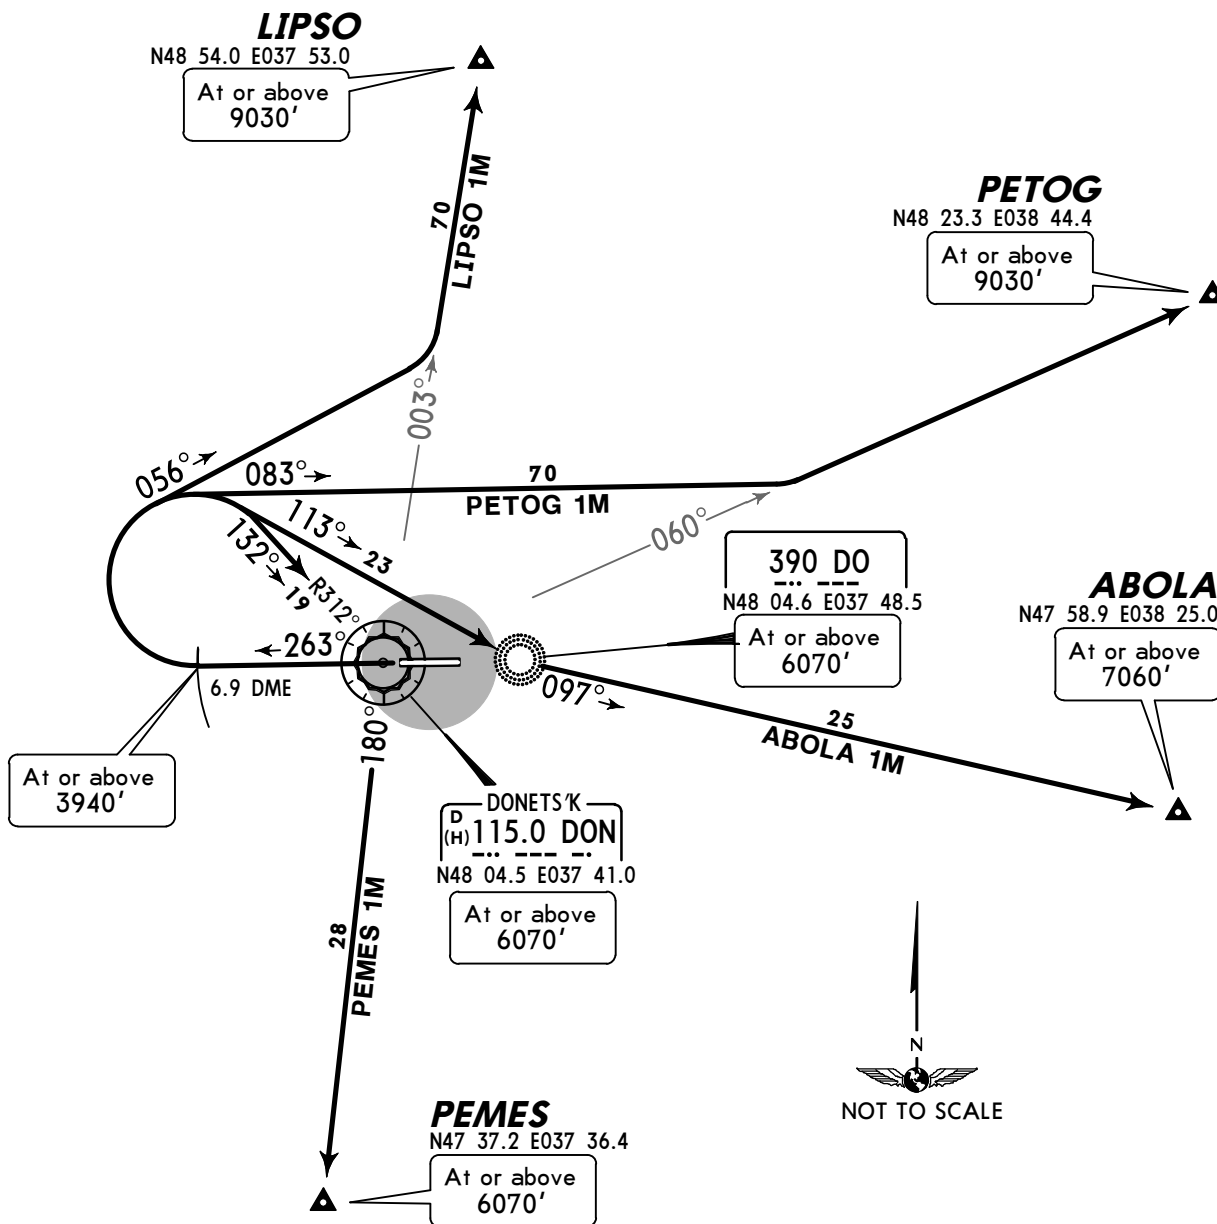 LIPSO
N48 54.0 E037 53.0
At or above
9030'
70
LIPSO 1M
PETOG
N48 23.3 E038 44.4
At or above
9030'
003°
056°
083°
70
PETOG 1M
113°
23
132°
19
R312°
060°
390 DO
N48 04.6 E037 48.5
At or above
6070'
ABOLA
N47 58.9 E038 25.0
At or above
7060'
263°
6.9 DME
097°
25
ABOLA 1M
180°
At or above
3940'
DONETS'K
D
(H) 115.0 DON
N48 04.5 E037 41.0
At or above
6070'
28
PEMES 1M
N
NOT TO SCALE
PEMES
N47 37.2 E037 36.4
At or above
6070'